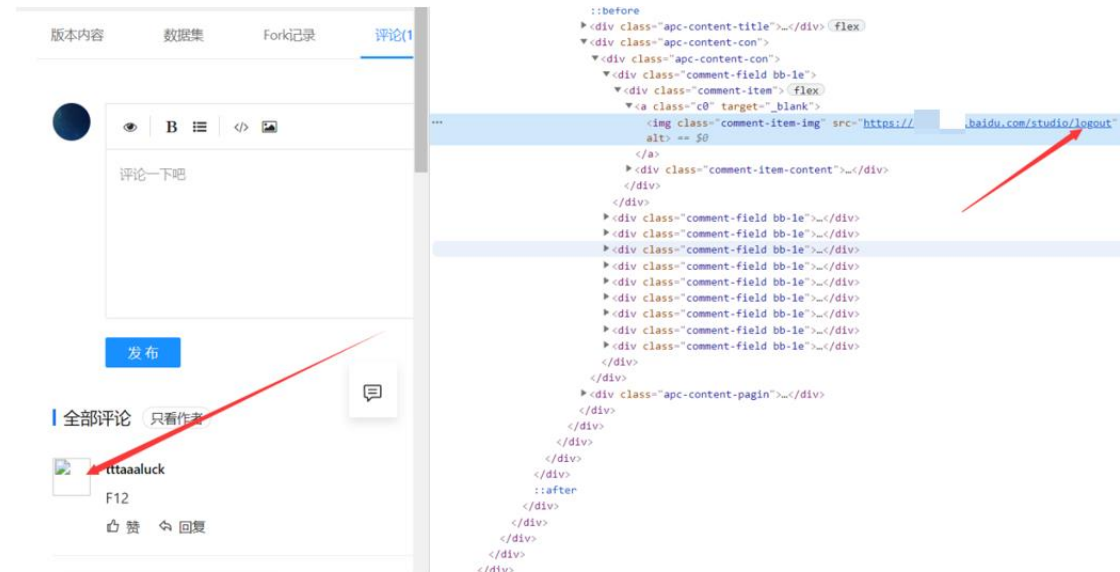 版本内容 数据集 Fork记录 评论(1
B
评论一下吧
发布
全部评论 只看作者
tttaaaluck
F12
赞 回复
::before
▶<div class="apc-content-title">…</div> flex
▼<div class="apc-content-con">
▼<div class="apc-content-con">
▼<div class="comment-field bb-1e">
▼<div class="comment-item"> flex
▼<a class="c0" target="_blank">
<img class="comment-item-img" src="https:// .baidu.com/studio/logout"
alt> == $0
</a>
▶<div class="comment-item-content">…</div>
</div>
</div>
▶<div class="comment-field bb-1e">…</div>
▶<div class="comment-field bb-1e">…</div>
▶<div class="comment-field bb-1e">…</div>
▶<div class="comment-field bb-1e">…</div>
▶<div class="comment-field bb-1e">…</div>
▶<div class="comment-field bb-1e">…</div>
▶<div class="comment-field bb-1e">…</div>
▶<div class="comment-field bb-1e">…</div>
▶<div class="comment-field bb-1e">…</div>
</div>
</div>
▶<div class="apc-content-pagin">…</div>
</div>
</div>
</div>
</div>
</div>
::after
</div>
</div>
</div>
</div>
</div>